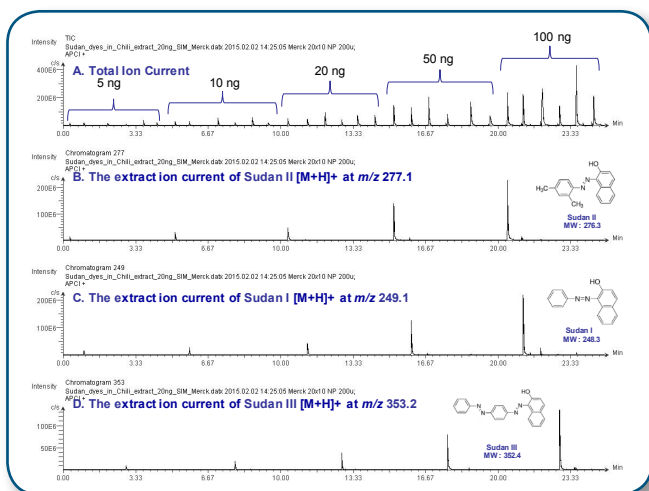 100 ng
Intensity
TIC
Sudan_dyes_in_Chili_extract_20ng_SIM_Merck.datx 2015.02.02 14:25:05 Merck 20x10 NP 200u;
APCI +
c/s
A. Total Ion Current
50 ng
20 ng
10 ng
5 ng
400E6
200E6
0.00 3.33 6.67 10.00 13.33 16.67 20.00 23.33 Min
Chromatogram 277
Intensity
Sudan_dyes_in_Chili_extract_20ng_SIM_Merck.datx 2015.02.02 14:25:05 Merck 20x10 NP 200u;
APCI +
c/s
B. The extraction current of Sudan II [M+H]+ at m/z 277.1
200E6
100E6
HO
N
N
H₃C
CH₃
Sudan II
MW : 276.3
0.00 3.33 6.67 10.00 13.33 16.67 20.00 23.33 Min
Chromatogram 249
Intensity
Sudan_dyes_in_Chili_extract_20ng_SIM_Merck.datx 2015.02.02 14:25:05 Merck 20x10 NP 200u;
APCI +
c/s
C. The extraction current of Sudan I [M+H]+ at m/z 249.1
200E6
100E6
HO
N=N
Sudan I
MW : 248.3
0.00 3.33 6.67 10.00 13.33 16.67 20.00 23.33 Min
Chromatogram 353
Intensity
Sudan_dyes_in_Chili_extract_20ng_SIM_Merck.datx 2015.02.02 14:25:05 Merck 20x10 NP 200u;
APCI +
c/s
D. The extraction current of Sudan III [M+H]+ at m/z 353.2
100E6
50E6
HO
N
N
N
N
Sudan III
MW : 352.4
0.00 3.33 6.67 10.00 13.33 16.67 20.00 23.33 Min